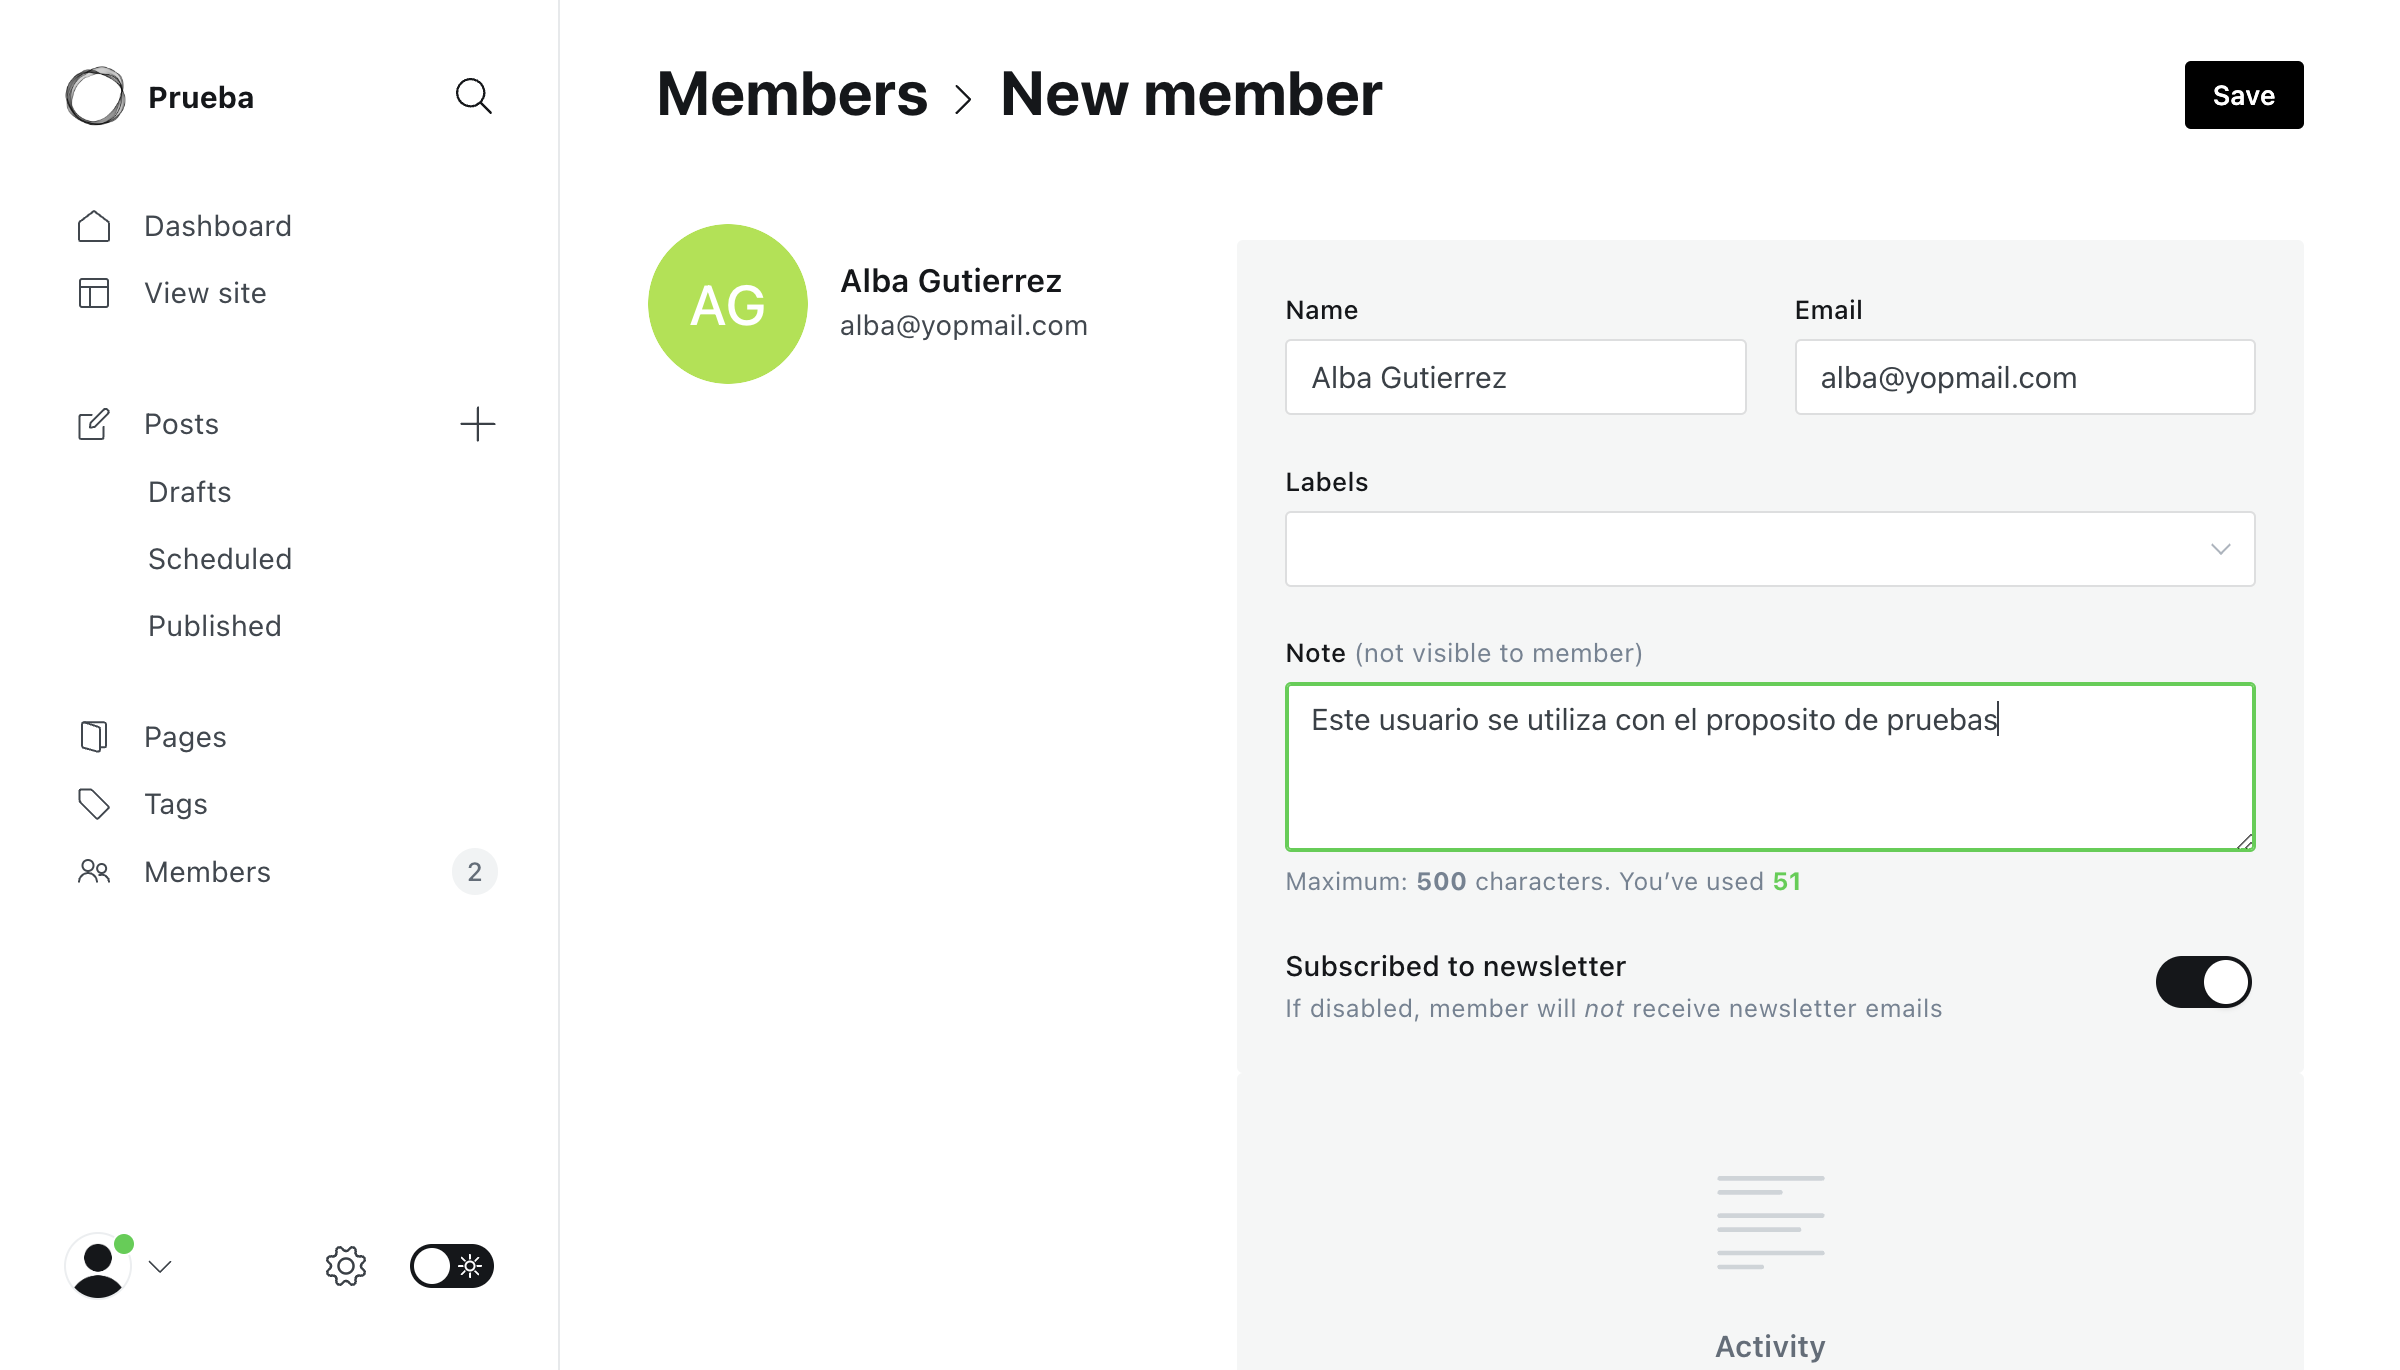 Prueba
Dashboard
View site
Posts
Drafts
Scheduled
Published
Pages
Tags
Members 2
Members > New member
Save
AG
Alba Gutierrez
alba@yopmail.com
Name
Alba Gutierrez
Email
alba@yopmail.com
Labels
Note (not visible to member)
Este usuario se utiliza con el proposito de pruebas
Maximum: 500 characters. You’ve used 51
Subscribed to newsletter
If disabled, member will not receive newsletter emails
Activity